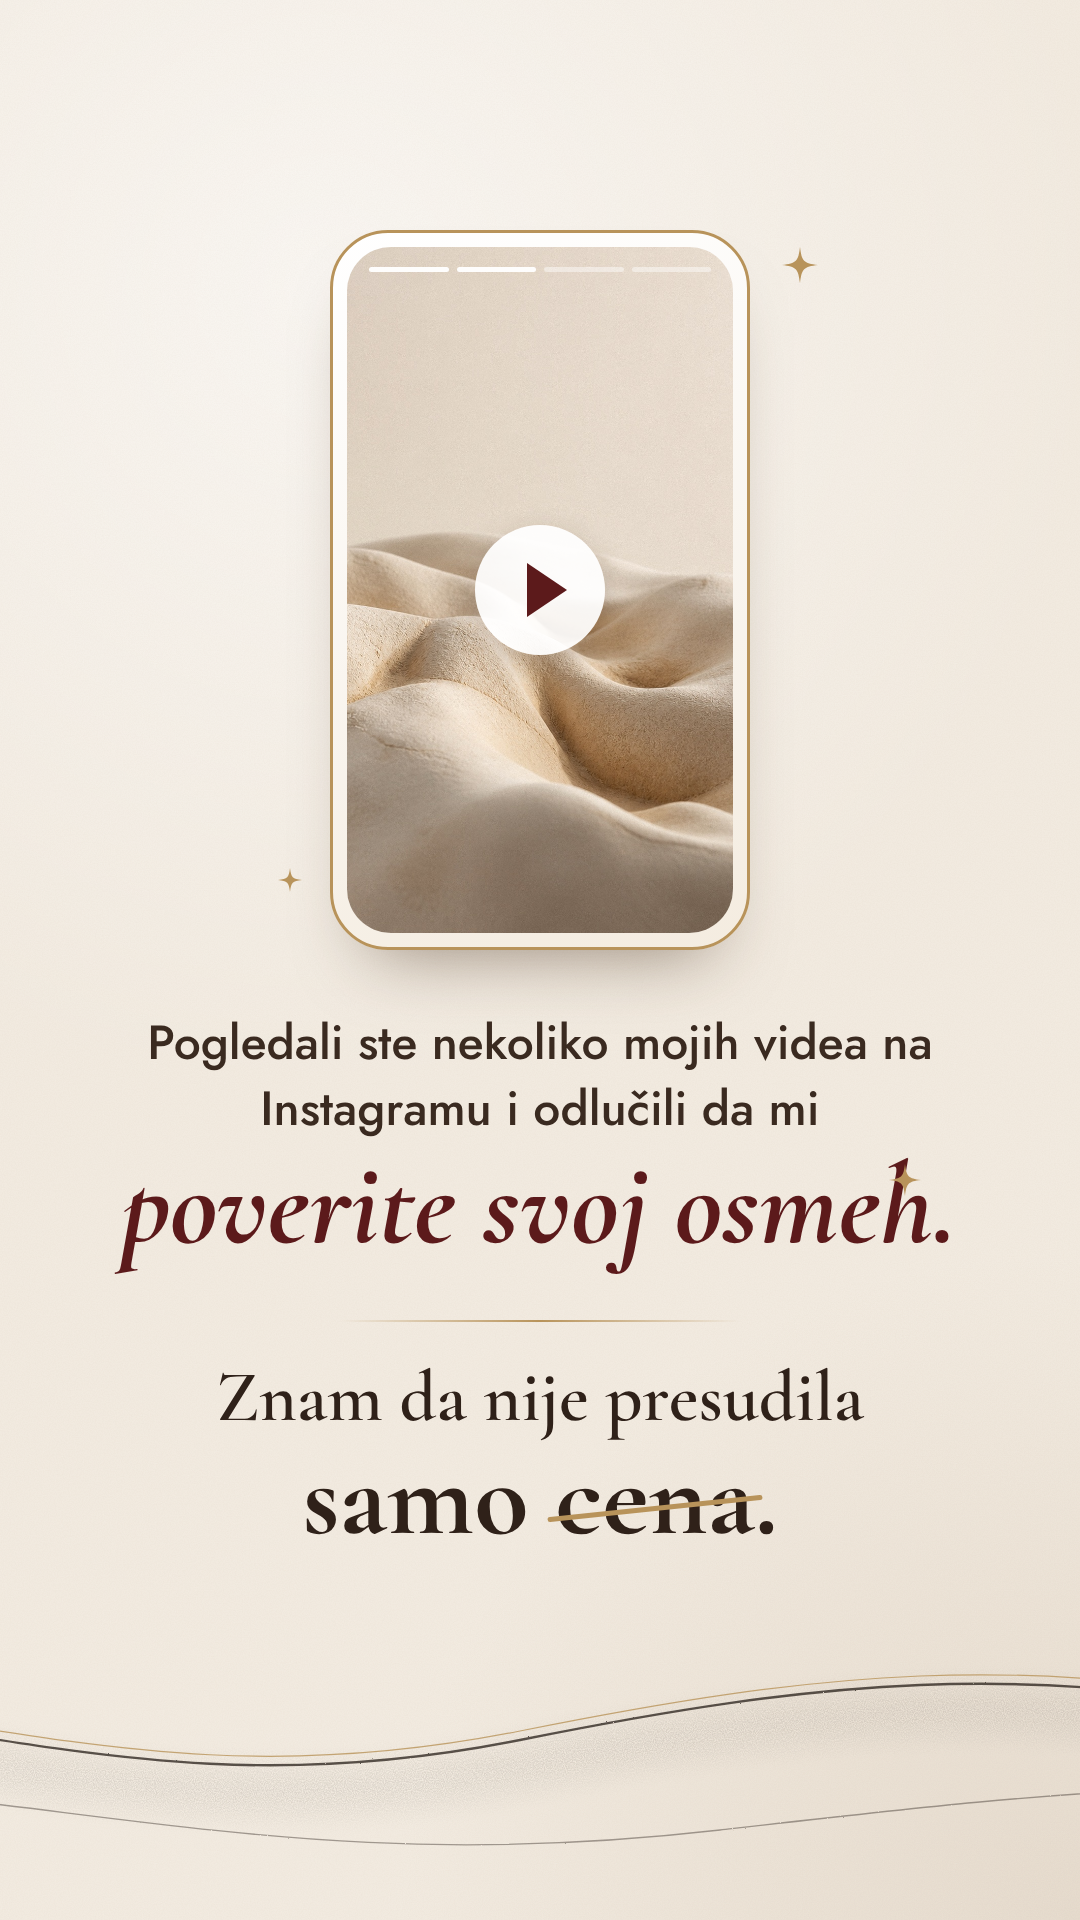 Pogledali ste nekoliko mojih videa na
Instagramu i odlučili da mi
poverite svoj osmeh.
Znam da nije presudila
samo cena.